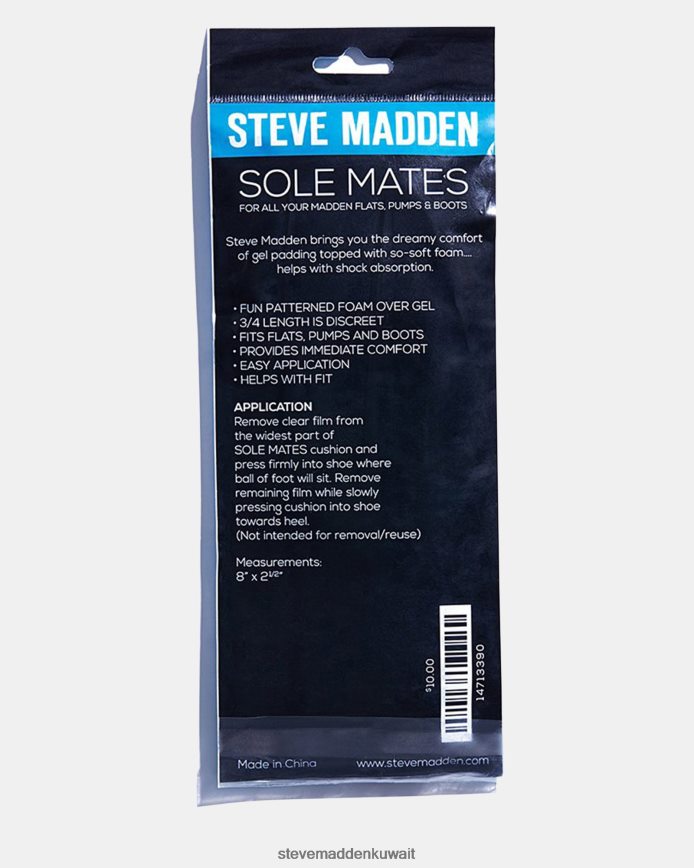 STEVE MADDEN
SOLE MATES
FOR ALL YOUR MADDEN FLATS, PUMPS & BOOTS
Steve Madden brings you the dreamy comfort
of gel padding topped with so-soft foam....
helps with shock absorption.
• FUN PATTERNED FOAM OVER GEL
• 3/4 LENGTH IS DISCREET
• FITS FLATS, PUMPS AND BOOTS
• PROVIDES IMMEDIATE COMFORT
• EASY APPLICATION
• HELPS WITH FIT
APPLICATION
Remove clear film from
the widest part of
SOLE MATES cushion and
press firmly into shoe where
ball of foot will sit. Remove
remaining film while slowly
pressing cushion into shoe
towards heel.
(Not intended for removal/reuse)
Measurements:
8" x 2 1/2"
$10.00
14713390
Made in China
www.stevemadden.com
stevemaddenkuwait